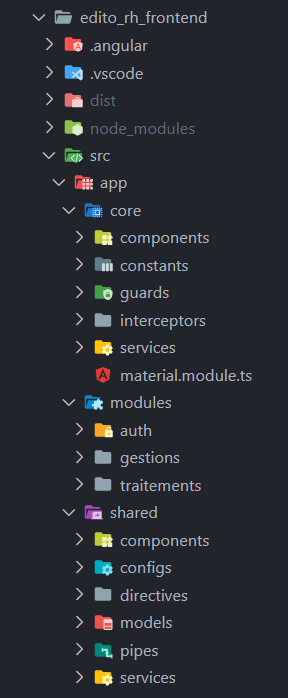 edito_rh_frontend
.angular
.vscode
dist
node_modules
src
app
core
components
constants
guards
interceptors
services
material.module.ts
modules
auth
gestions
traitements
shared
components
configs
directives
models
pipes
services